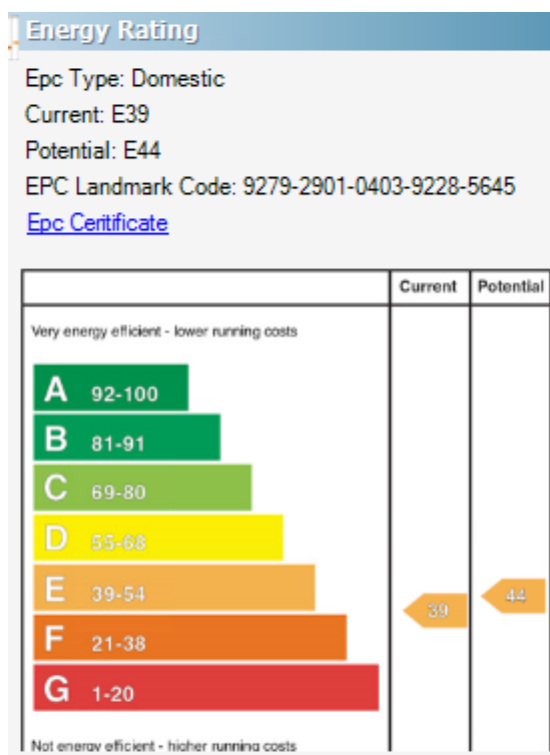 Energy Rating
Epc Type: Domestic
Current: E39
Potential: E44
EPC Landmark Code: 9279-2901-0403-9228-5645
Epc Ceritificate
Current Potential
Very energy efficient - lower running costs
A 92-100
B 81-91
C 69-80
D 55-68
E 39-54 39 44
F 21-38
G 1-20
Not energy efficient - higher running costs